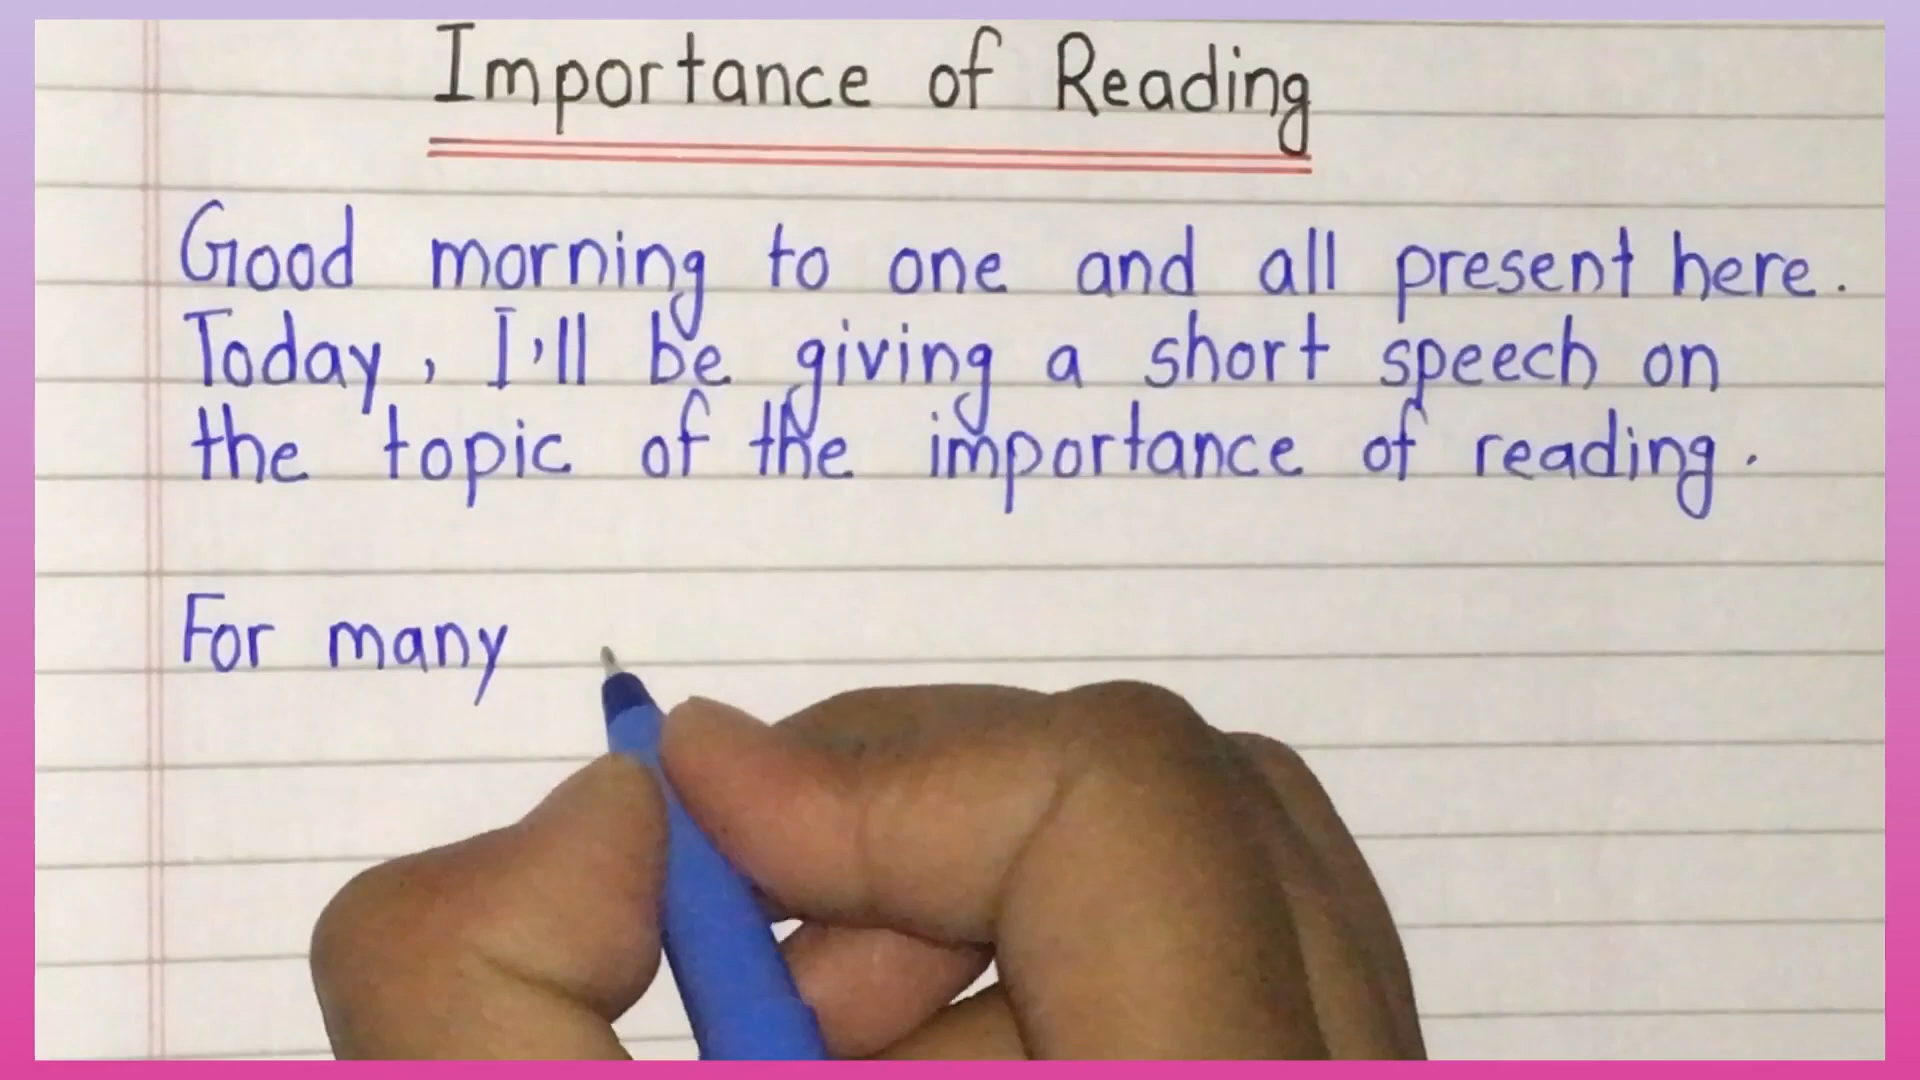 Importance of Reading
Good morning to one and all present here.
Today, I'll be giving a short speech on
the topic of the importance of reading.
For many